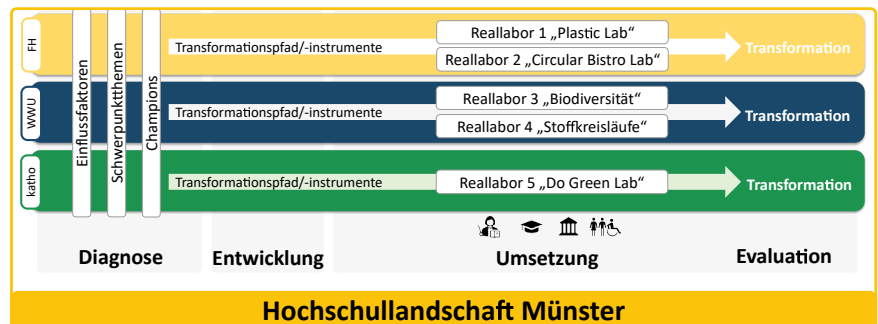 FH
Einflussfaktoren
Schwerpunktthemen
Champions
Transformationspfad/-instrumente
Reallabor 1 „Plastic Lab“
Reallabor 2 „Circular Bistro Lab“
Transformation
WWU
Transformationspfad/-instrumente
Reallabor 3 „Biodiversität“
Reallabor 4 „Stoffkreisläufe“
Transformation
katho
Transformationspfad/-instrumente
Reallabor 5 „Do Green Lab“
Transformation
Diagnose
Entwicklung
Umsetzung
Evaluation
Hochschullandschaft Münster